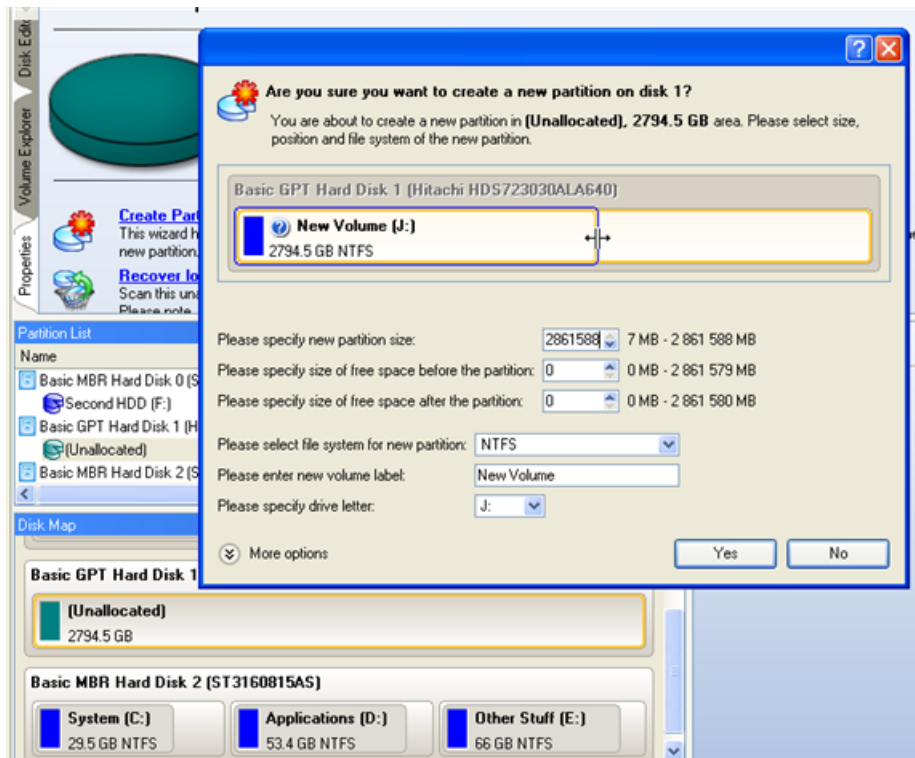 Disk Edit
Volume Explorer
Properties
Create Part
This wizard h
new partition.
Recover lo
Scan this una
Please note
Partition List
Name
Basic MBR Hard Disk 0 (S
Second HDD (F:)
Basic GPT Hard Disk 1 (H
(Unallocated)
Basic MBR Hard Disk 2 (S
Are you sure you want to create a new partition on disk 1?
You are about to create a new partition in (Unallocated), 2794.5 GB area. Please select size,
position and file system of the new partition.
Basic GPT Hard Disk 1 (Hitachi HDS723030ALA640)
New Volume (J:)
2794.5 GB NTFS
Please specify new partition size: 2861588 7 MB - 2 861 588 MB
Please specify size of free space before the partition: 0 0 MB - 2 861 579 MB
Please specify size of free space after the partition: 0 0 MB - 2 861 580 MB
Please select file system for new partition: NTFS
Please enter new volume label: New Volume
Please specify drive letter: J:
More options
Yes No
Disk Map
Basic GPT Hard Disk 1
(Unallocated)
2794.5 GB
Basic MBR Hard Disk 2 (ST3160815AS)
System (C:) Applications (D:) Other Stuff (E:)
29.5 GB NTFS 53.4 GB NTFS 66 GB NTFS